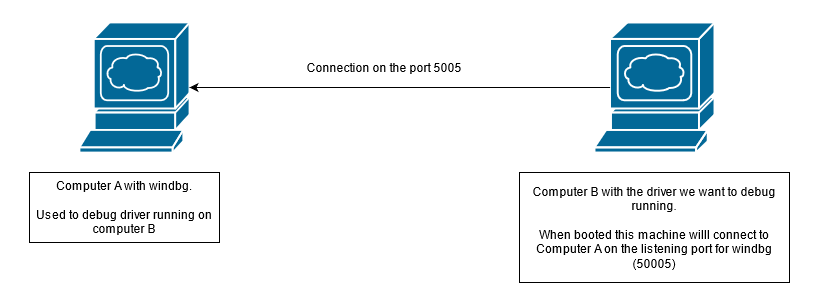 Connection on the port 5005
Computer A with windbg.
Used to debug driver running on
computer B
Computer B with the driver we want to debug
running.
When booted this machine willl connect to
Computer A on the listening port for windbg
(50005)